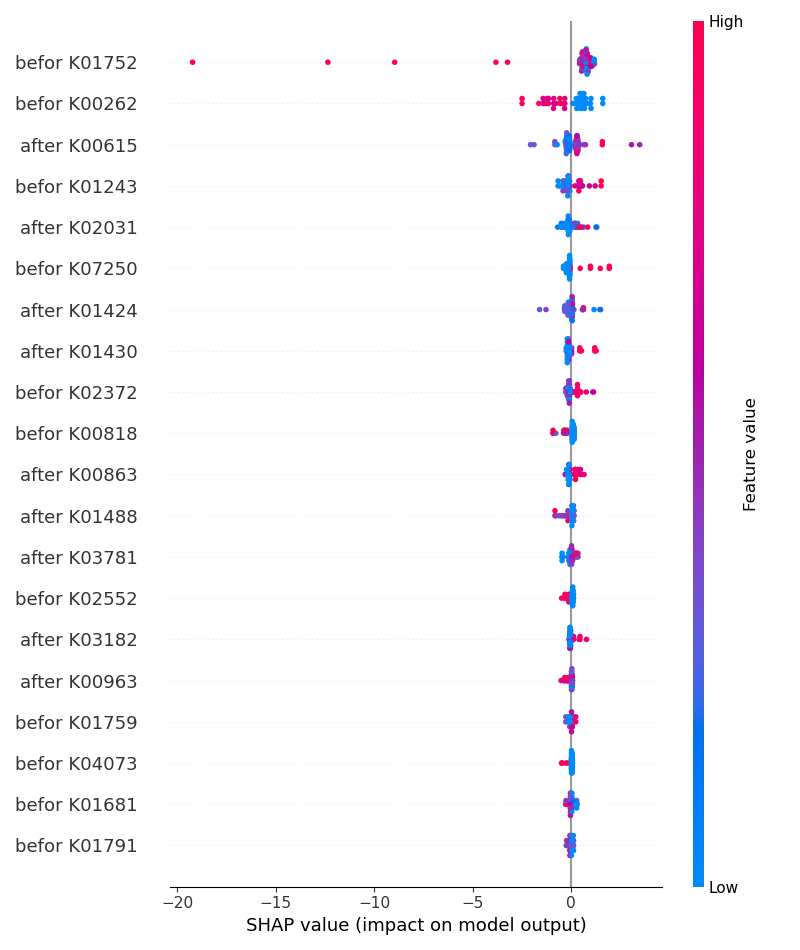 High
befor K01752
befor K00262
after K00615
befor K01243
after K02031
befor K07250
after K01424
after K01430
befor K02372
befor K00818
after K00863
after K01488
after K03781
befor K02552
after K03182
after K00963
befor K01759
befor K04073
befor K01681
befor K01791
Feature value
Low
−20 −15 −10 −5 0
SHAP value (impact on model output)